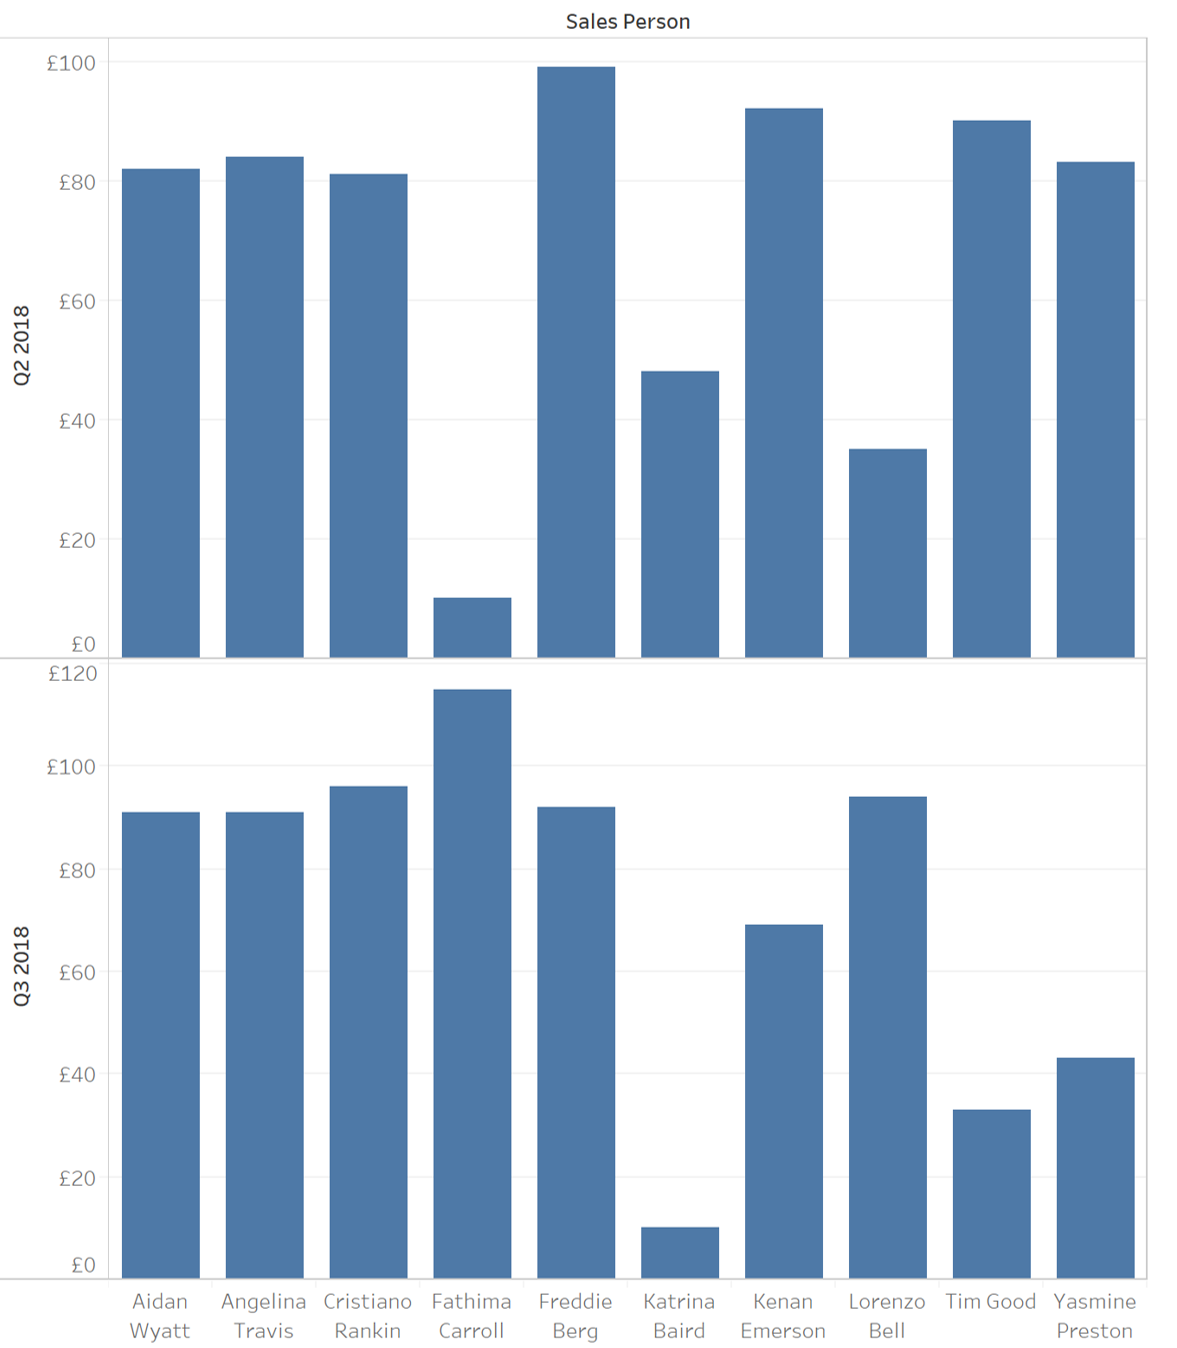 Sales Person
Q2 2018
£100
£80
£60
£40
£20
£0
Q3 2018
£120
£100
£80
£60
£40
£20
£0
Aidan Wyatt
Angelina Travis
Cristiano Rankin
Fathima Carroll
Freddie Berg
Katrina Baird
Kenan Emerson
Lorenzo Bell
Tim Good
Yasmine Preston